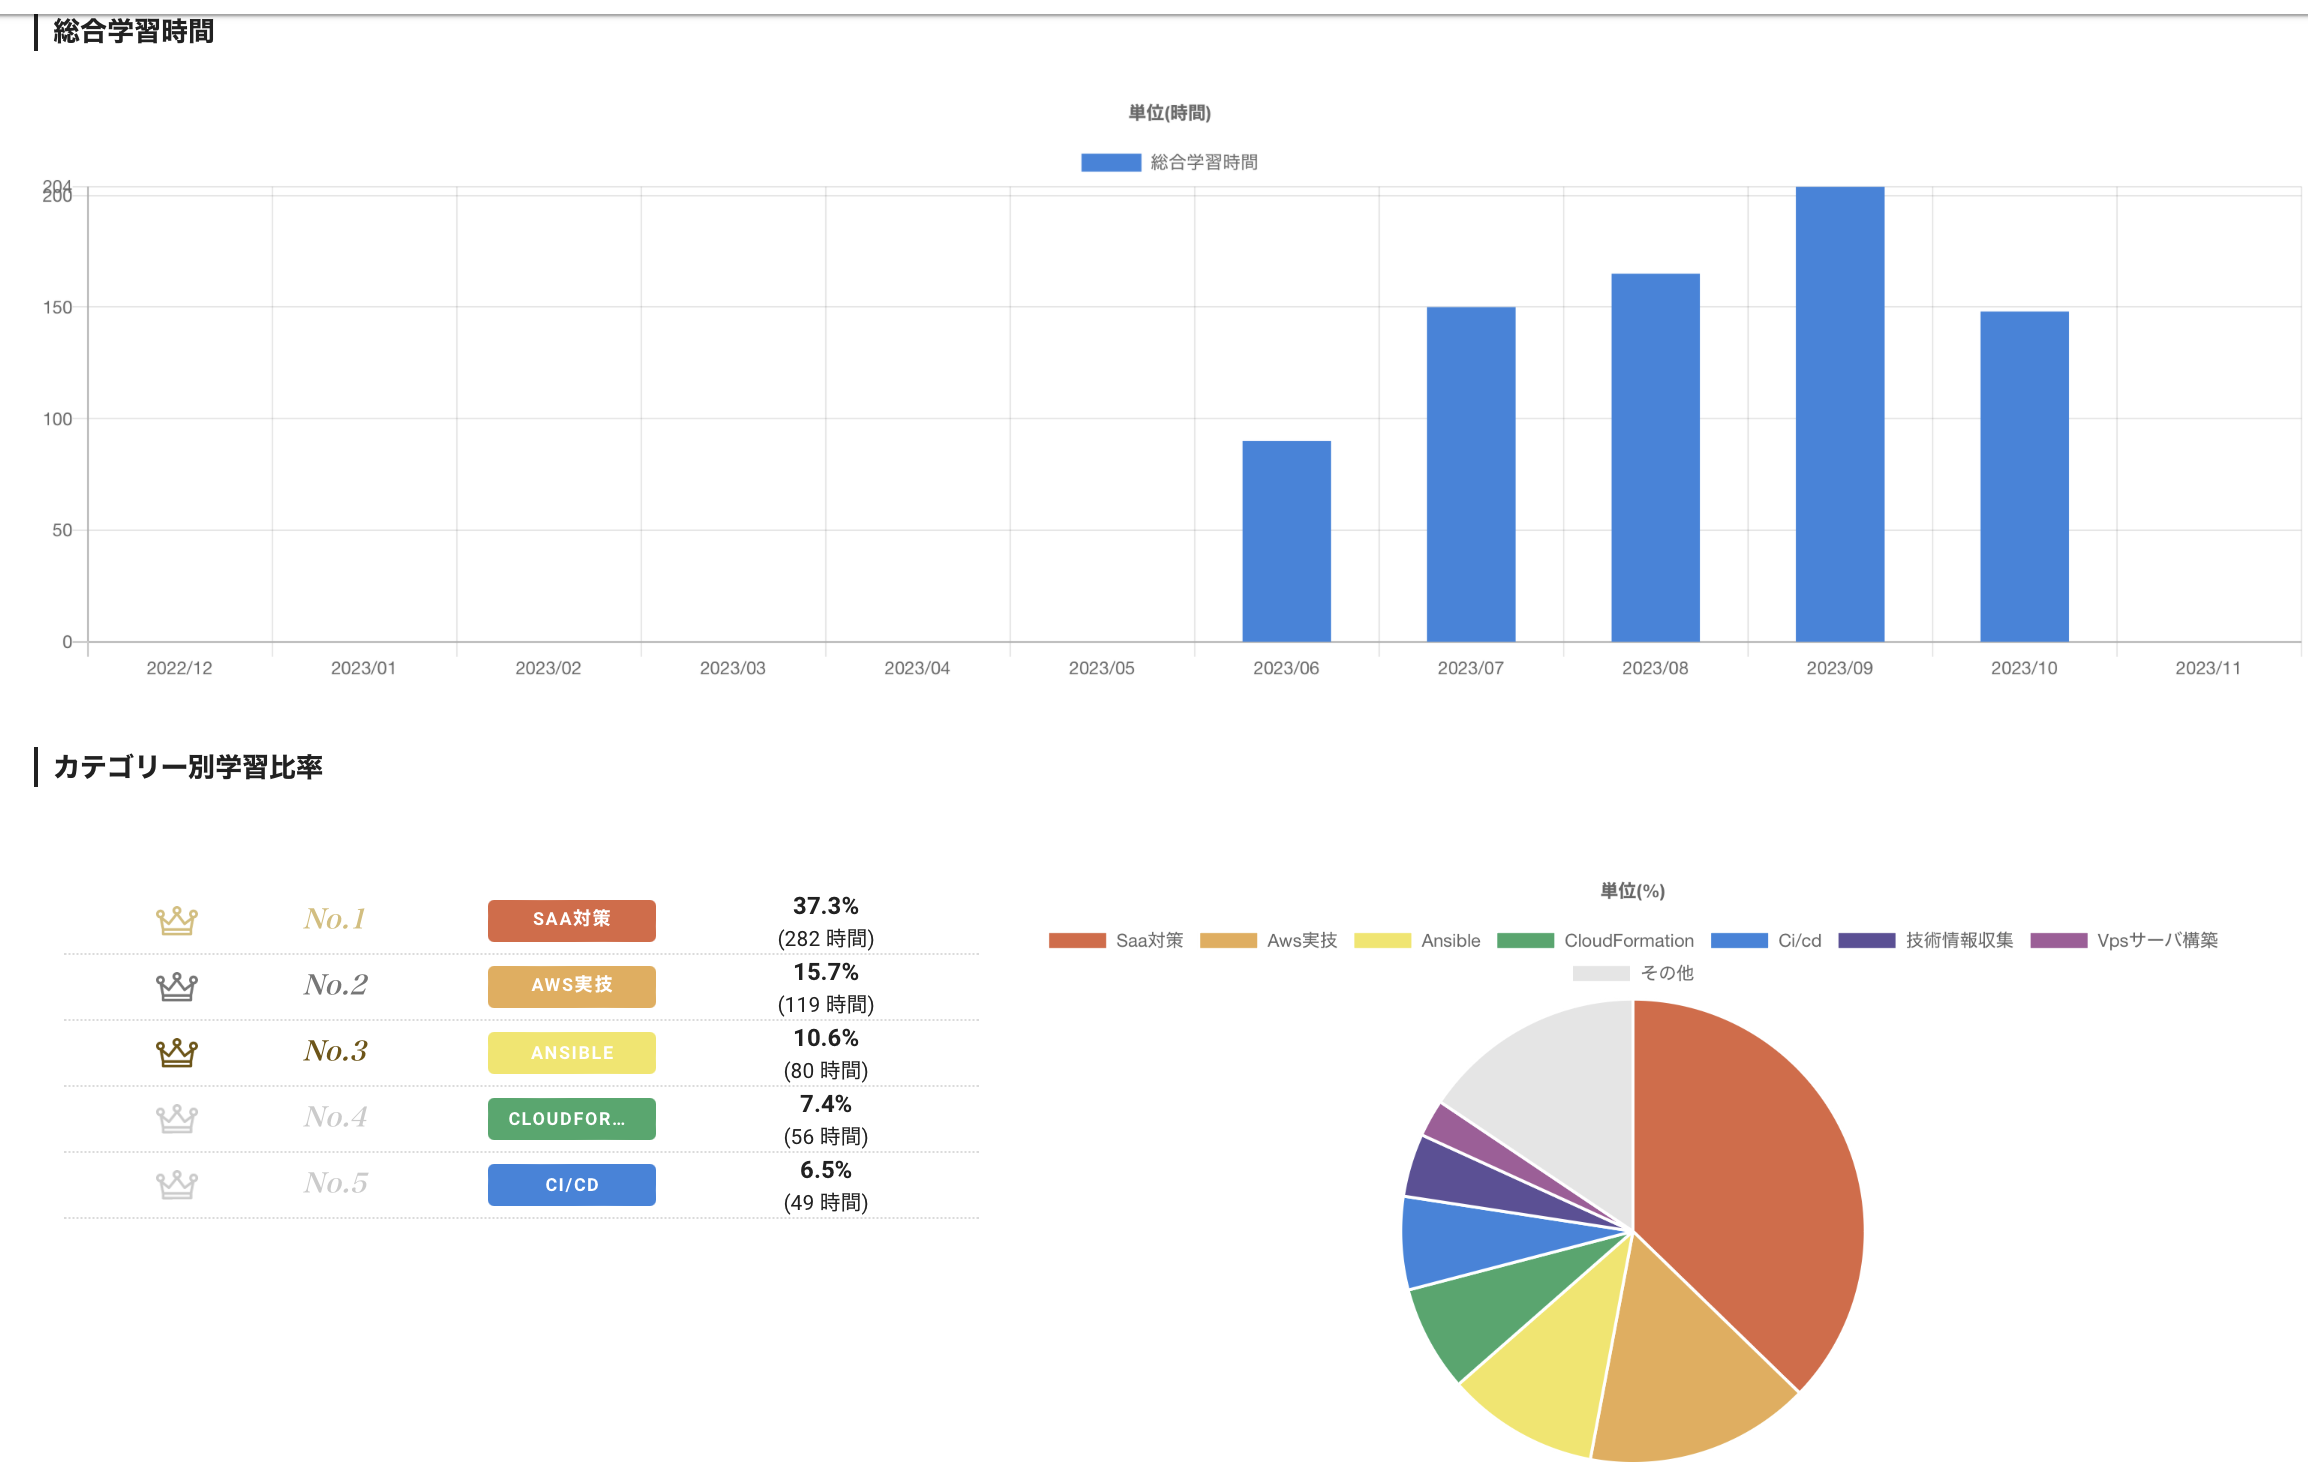 総合学習時間
単位(時間)
総合学習時間
204
200
150
100
50
0
2022/12 2023/01 2023/02 2023/03 2023/04 2023/05 2023/06 2023/07 2023/08 2023/09 2023/10 2023/11
カテゴリー別学習比率
No.1 SAA対策 37.3%
(282 時間)
No.2 AWS実技 15.7%
(119 時間)
No.3 ANSIBLE 10.6%
(80 時間)
No.4 CLOUDFOR... 7.4%
(56 時間)
No.5 CI/CD 6.5%
(49 時間)
単位(%)
Saa対策 Aws実技 Ansible CloudFormation Ci/cd 技術情報収集 Vpsサーバ構築
その他